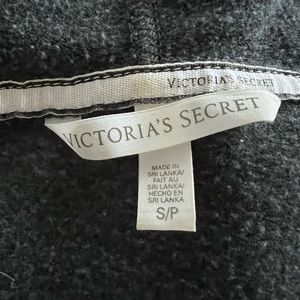 VICTORIA'S SECRET
VICTORIA'S SECRET
MADE IN
SRI LANKA/
FAIT AU
SRI LANKA/
HECHO EN
SRI LANKA
S/P